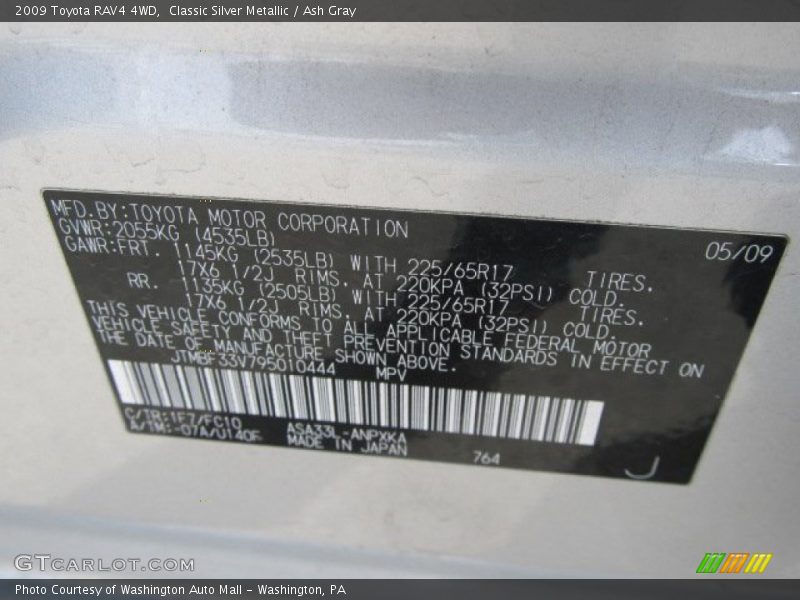 2009 Toyota RAV4 4WD,  Classic Silver Metallic / Ash Gray
MFD.BY:TOYOTA MOTOR CORPORATION 05/09
GVWR:2055KG (4535LB)
GAWR:FRT. 1145KG (2535LB) WITH 225/65R17 TIRES.
17X6 1/2J RIMS. AT 220KPA (32PSI) COLD.
RR. 1135KG (2505LB) WITH 225/65R17 TIRES.
17X6 1/2J RIMS. AT 220KPA (32PSI) COLD.
THIS VEHICLE CONFORMS TO ALL APPLICABLE FEDERAL MOTOR
VEHICLE SAFETY AND THEFT PREVENTION STANDARDS IN EFFECT ON
THE DATE OF MANUFACTURE SHOWN ABOVE.
JTMBF33V795010444 MPV
C/TR:1F7/FC10 ASA33L-ANPXKA
A/TM:-07A/U140F MADE IN JAPAN 764 J
GTCARLOT.COM
Photo Courtesy of Washington Auto Mall - Washington, PA